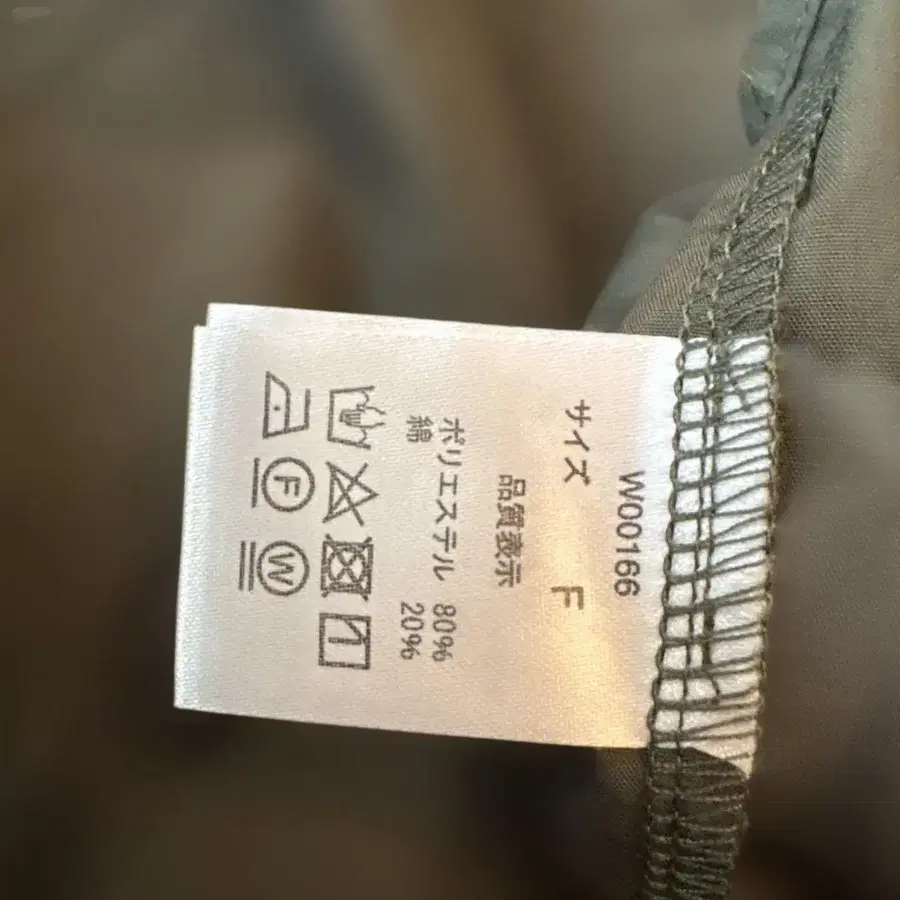 W00166
サイズ F
品質表示
ポリエステル 80%
綿 20%
F
W